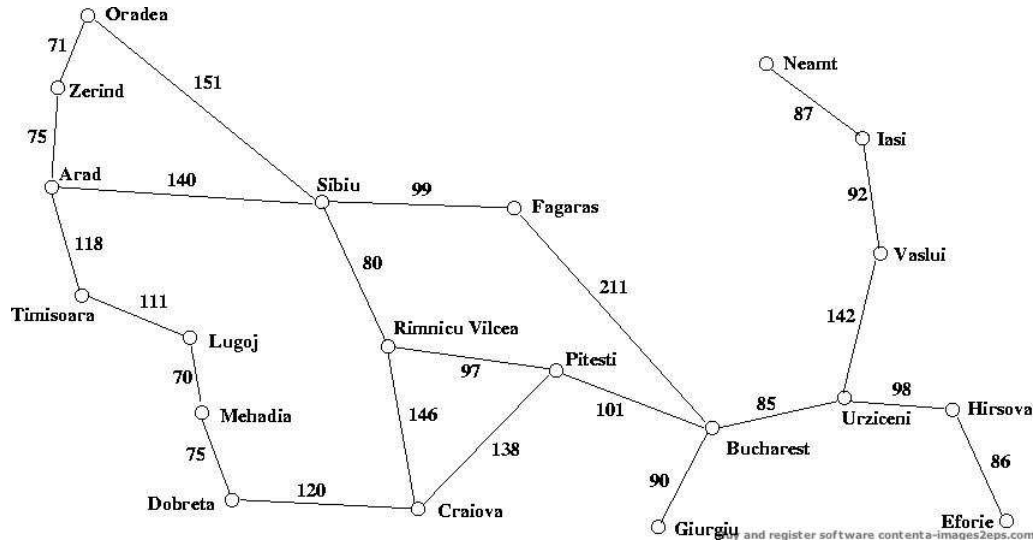 Oradea
71
Neamt
Zerind
151
87
75
Iasi
Arad
140
Sibiu
99
92
Fagaras
118
80
Vaslui
211
111
Timisoara
142
Lugoj
Rimnicu Vilcea
Pitesti
70
97
98
Mehadia
101
85
Hirsova
146
Urziceni
75
138
Bucharest
86
90
120
Dobreta
Craiova
Giurgiu
Eforie
and register software contenta-images2eps.com